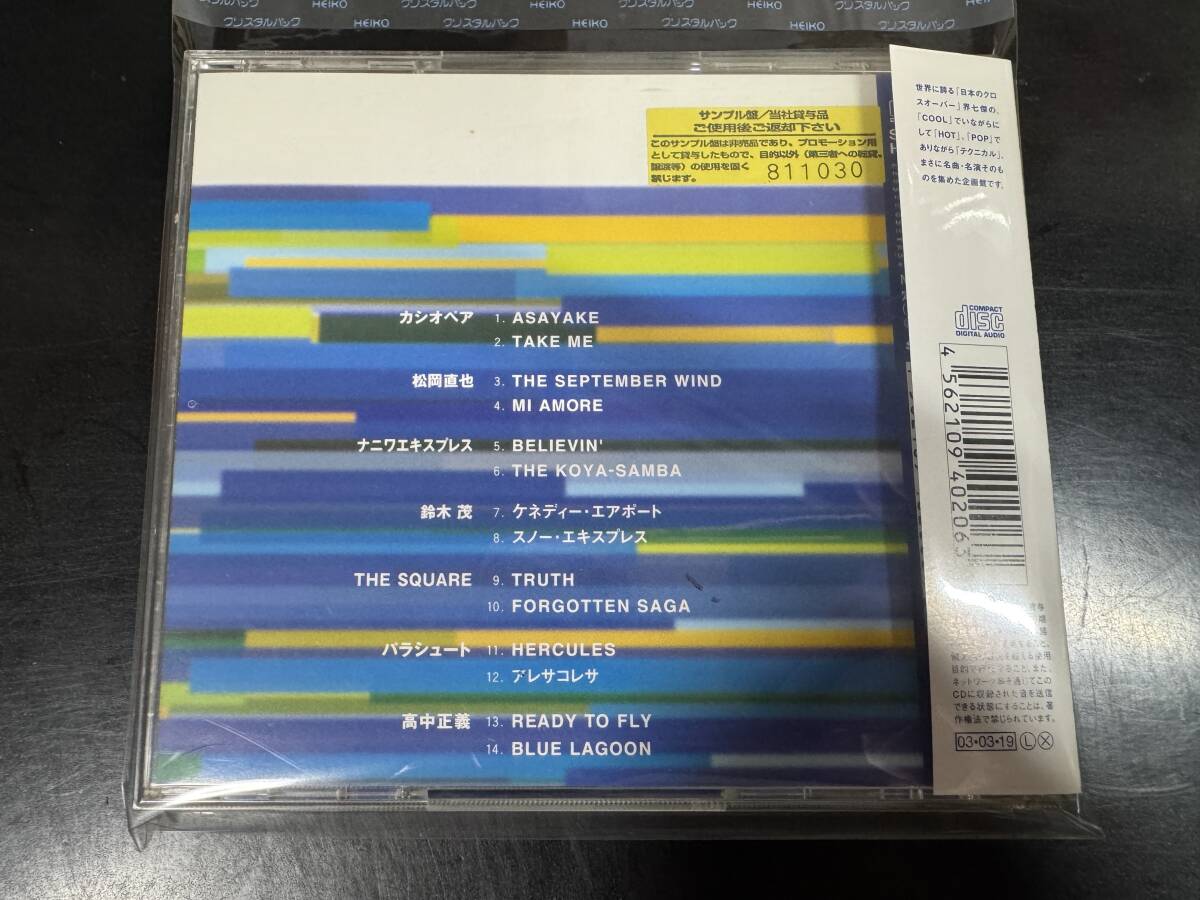 クリスタルパック HEIKO クリスタルパック HEIKO クリスタルパック HEIKO
HEIKO クリスタルパック HEIKO クリスタルパック HEIKO
サンプル盤/当社貸与品
ご使用後ご返却下さい
このサンプル盤は非売品であり、プロモーション用
として貸与したもので、目的以外(第三者への転貸、
譲渡等)の使用を固く
禁じます。
811030
カシオペア 1. ASAYAKE
2. TAKE ME
松岡直也 3. THE SEPTEMBER WIND
4. MI AMORE
ナニワエキスプレス 5. BELIEVIN'
6. THE KOYA-SAMBA
鈴木 茂 7. ケネディー・エアポート
8. スノー・エキスプレス
THE SQUARE 9. TRUTH
10. FORGOTTEN SAGA
パラシュート 11. HERCULES
12. アレサコレサ
高中正義 13. READY TO FLY
14. BLUE LAGOON
世界に誇る「日本のクロ
スオーバー」界七傑の、
「COOL」でいながらに
して「HOT」、「POP」で
ありながら「テクニカル」、
まさに名曲・名演そのも
のを集めた企画盤です。
COMPACT
disc
DIGITAL AUDIO
4 562109 402063
目的で
ネットワーク
を通じてこの
CDに収録された音を送信
できる状態にすることは、著
作権法で禁じられています。
03・03・19 L X